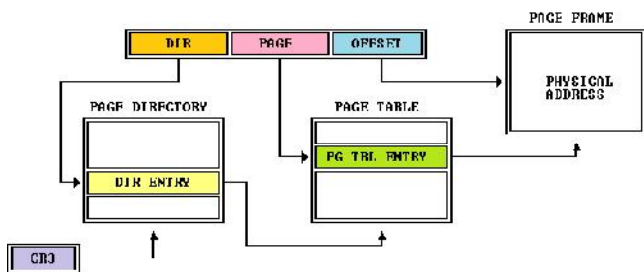 PAGE FRAME
DIR PAGE OFFSET
PHYSICAL
ADDRESS
PAGE DIRECTORY
PAGE TABLE
PG TBL ENTRY
DIR ENTRY
CR3